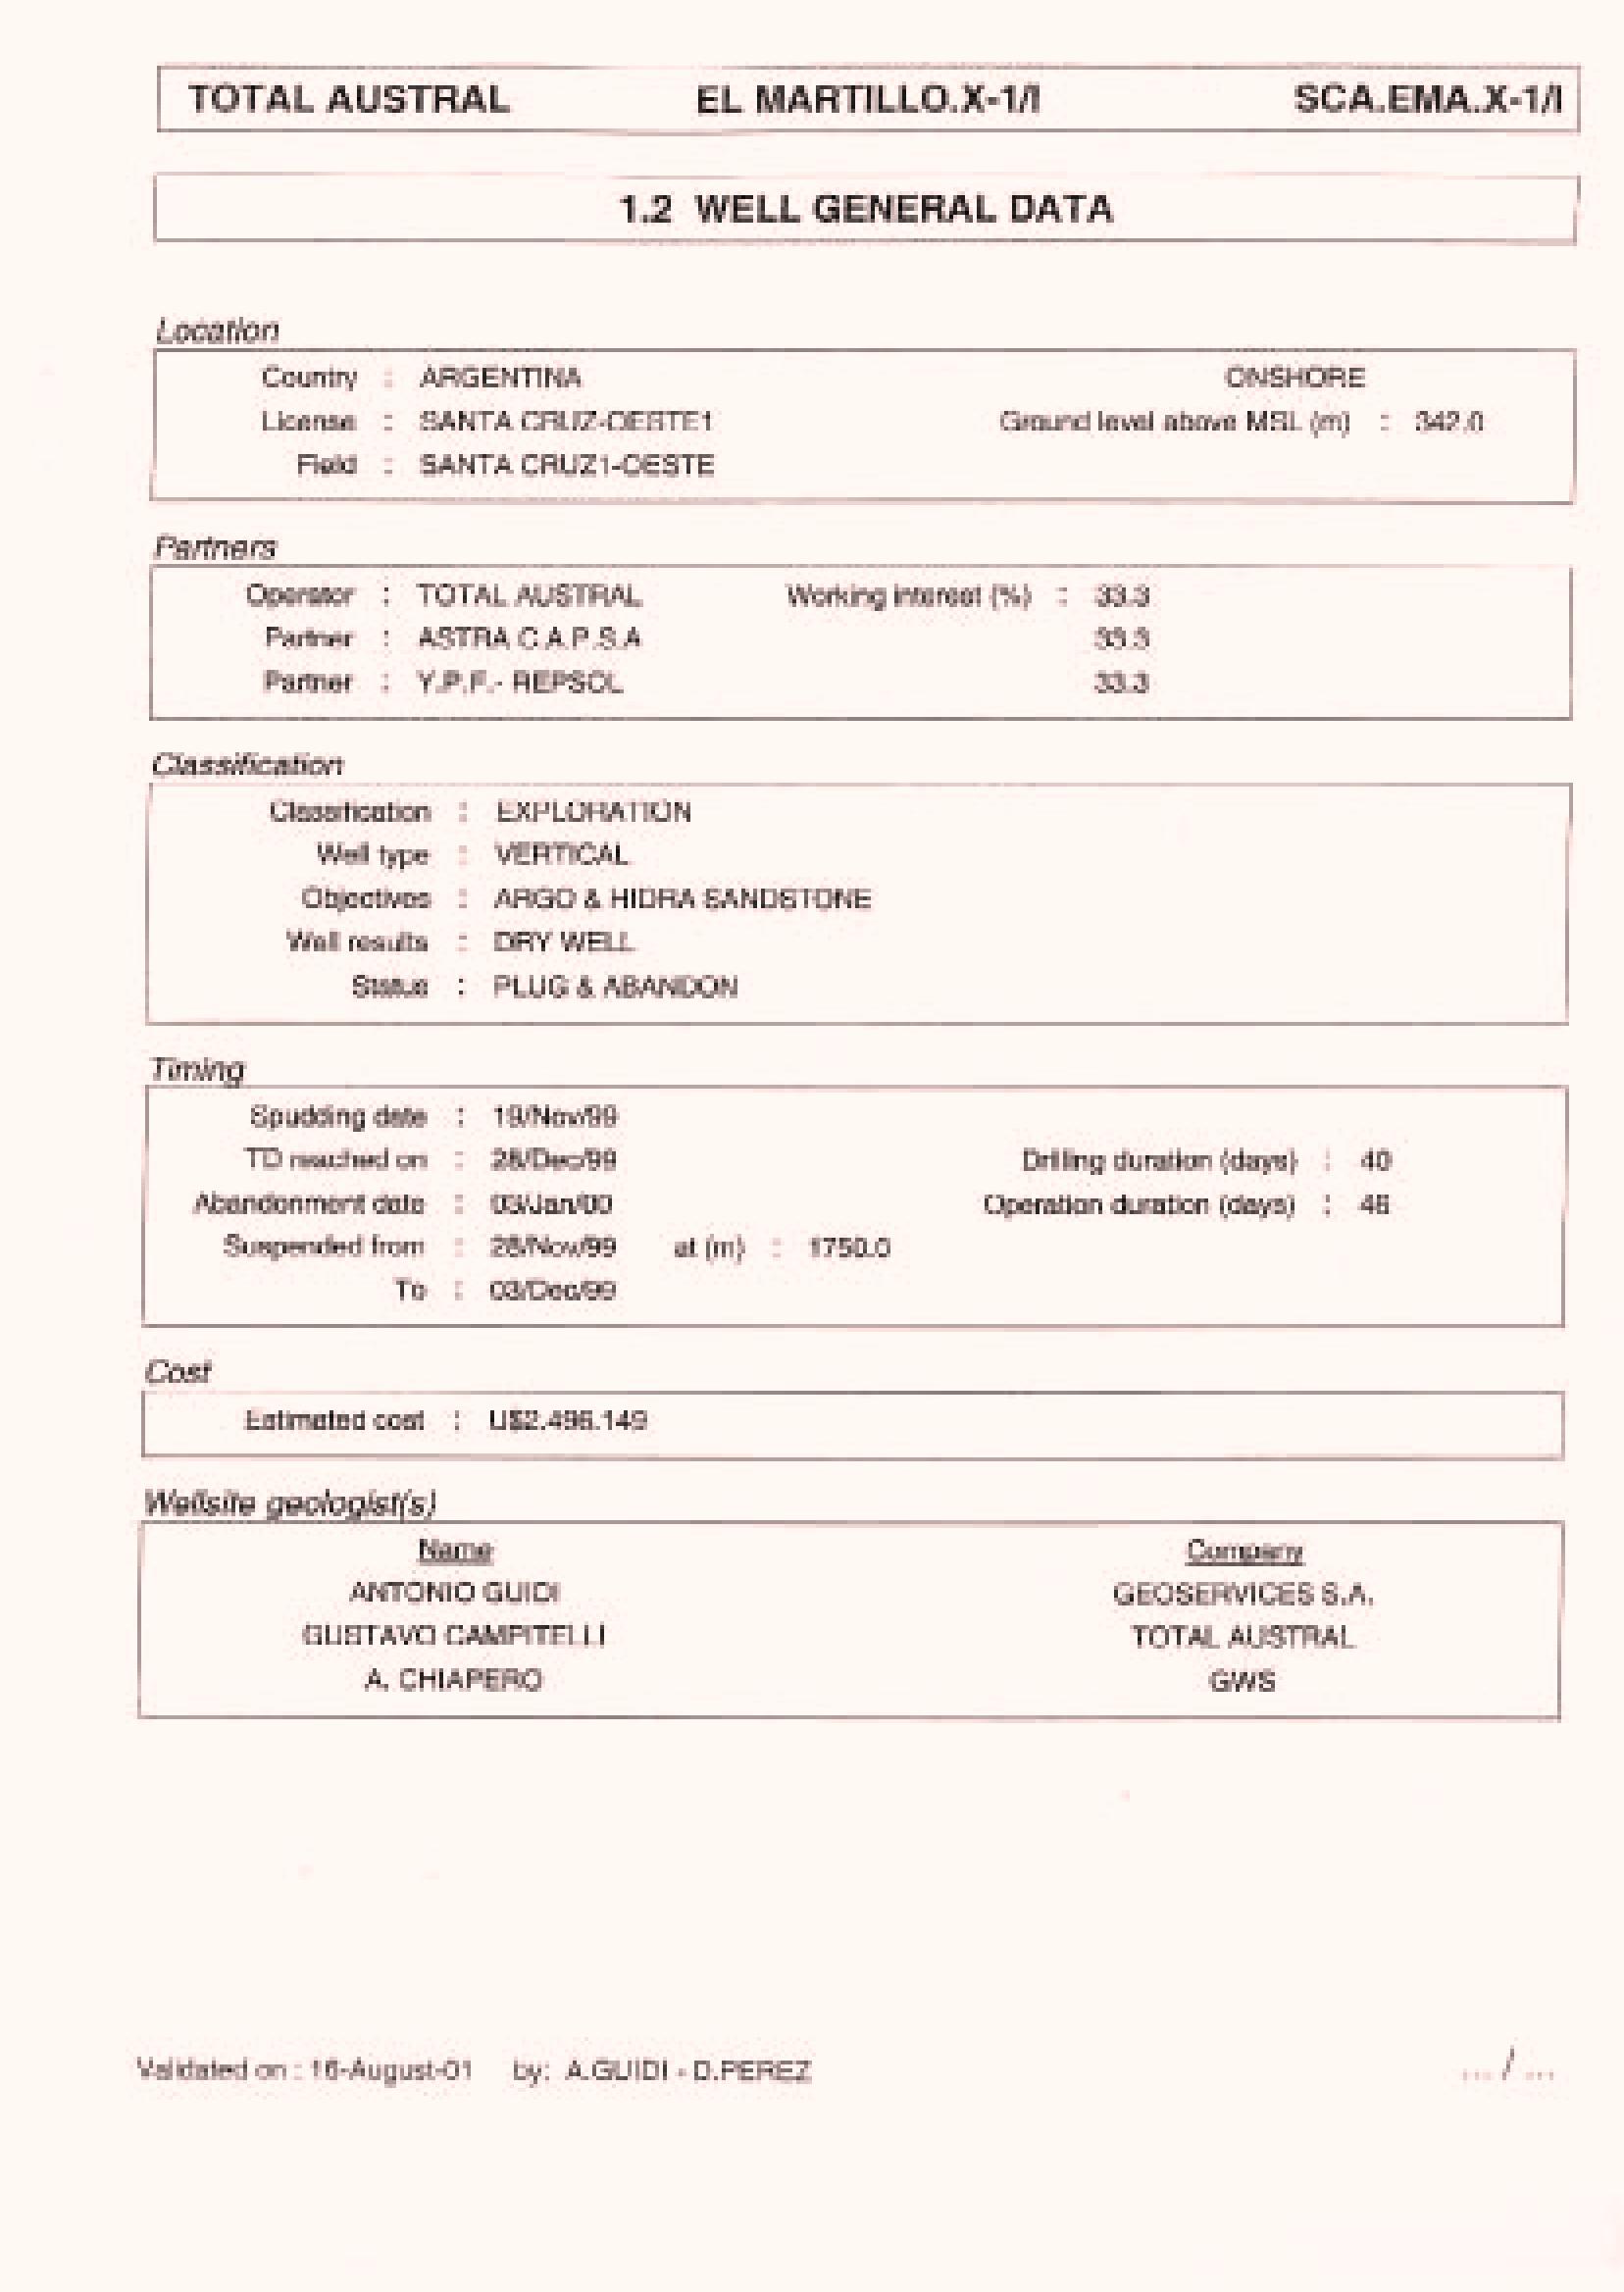 TOTAL AUSTRAL EL MARTILLO.X-1/I SCA.EMA.X-1/I
1.2 WELL GENERAL DATA
Location
Country : ARGENTINA ONSHORE
License : SANTA CRUZ-OESTE1 Ground level above MSL (m) : 342.0
Field : SANTA CRUZ1-OESTE
Partners
Operator : TOTAL AUSTRAL Working interest (%) : 33.3
Partner : ASTRA C.A.P.S.A 33.3
Partner : Y.P.F.- REPSOL 33.3
Classification
Classification : EXPLORATION
Well type : VERTICAL
Objectives : ARGO & HIDRA SANDSTONE
Well results : DRY WELL
Status : PLUG & ABANDON
Timing
Spudding date : 19/Nov/99
TD reached on : 28/Dec/99 Drilling duration (days) : 40
Abandonment date : Operation duration (days) : 46
Suspended from : 28/Nov/99 at (m) : 1750.0
To : 03/Dec/99
Cost
Estimated cost : U$2.496.149
Wellsite geologist(s)
Name Company
ANTONIO GUIDI GEOSERVICES S.A.
GUSTAVO CAMPITELLI TOTAL AUSTRAL
A. CHIAPERO GWS
Validated on : 16-August-01 by: A.GUIDI - D.PEREZ ... / ...